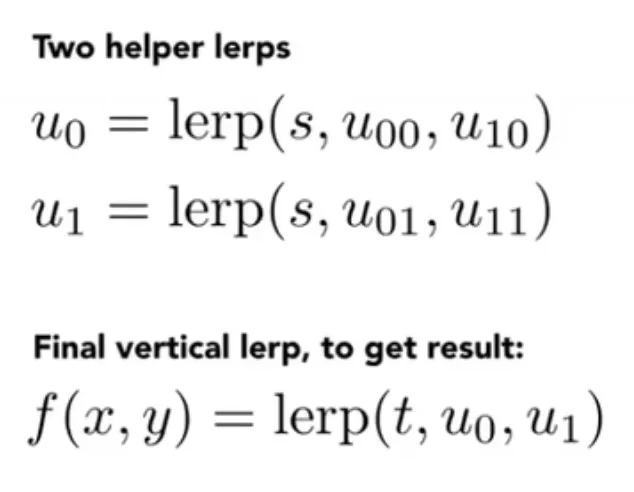 Two helper lerps
u₀ = lerp(s, u₀₀, u₁₀)
u₁ = lerp(s, u₀₁, u₁₁)
Final vertical lerp, to get result:
f(x, y) = lerp(t, u₀, u₁)